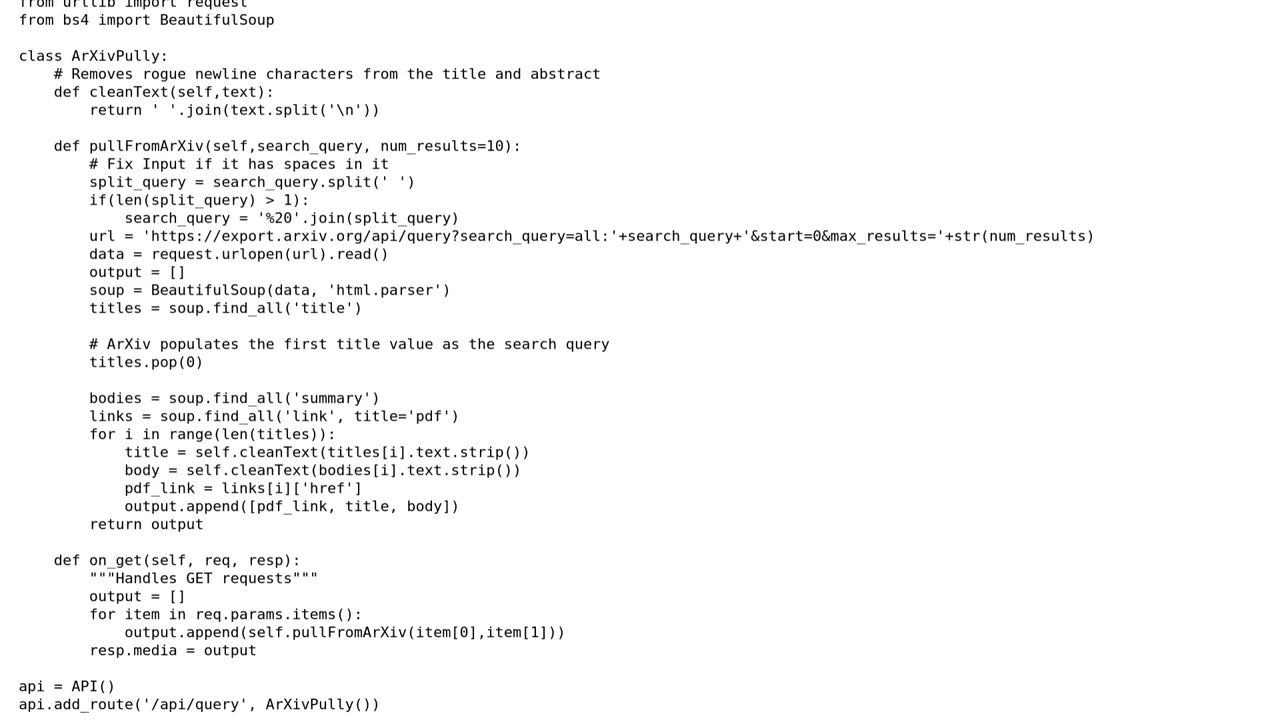 from urllib import request
from bs4 import BeautifulSoup

class ArXivPully:
    # Removes rogue newline characters from the title and abstract
    def cleanText(self,text):
        return ' '.join(text.split('\n'))

    def pullFromArXiv(self,search_query, num_results=10):
        # Fix Input if it has spaces in it
        split_query = search_query.split(' ')
        if(len(split_query) > 1):
            search_query = '%20'.join(split_query)
        url = 'https://export.arxiv.org/api/query?search_query=all:'+search_query+'&start=0&max_results='+str(num_results)
        data = request.urlopen(url).read()
        output = []
        soup = BeautifulSoup(data, 'html.parser')
        titles = soup.find_all('title')

        # ArXiv populates the first title value as the search query
        titles.pop(0)

        bodies = soup.find_all('summary')
        links = soup.find_all('link', title='pdf')
        for i in range(len(titles)):
            title = self.cleanText(titles[i].text.strip())
            body = self.cleanText(bodies[i].text.strip())
            pdf_link = links[i]['href']
            output.append([pdf_link, title, body])
        return output

    def on_get(self, req, resp):
        """Handles GET requests"""
        output = []
        for item in req.params.items():
            output.append(self.pullFromArXiv(item[0],item[1]))
        resp.media = output

api = API()
api.add_route('/api/query', ArXivPully())